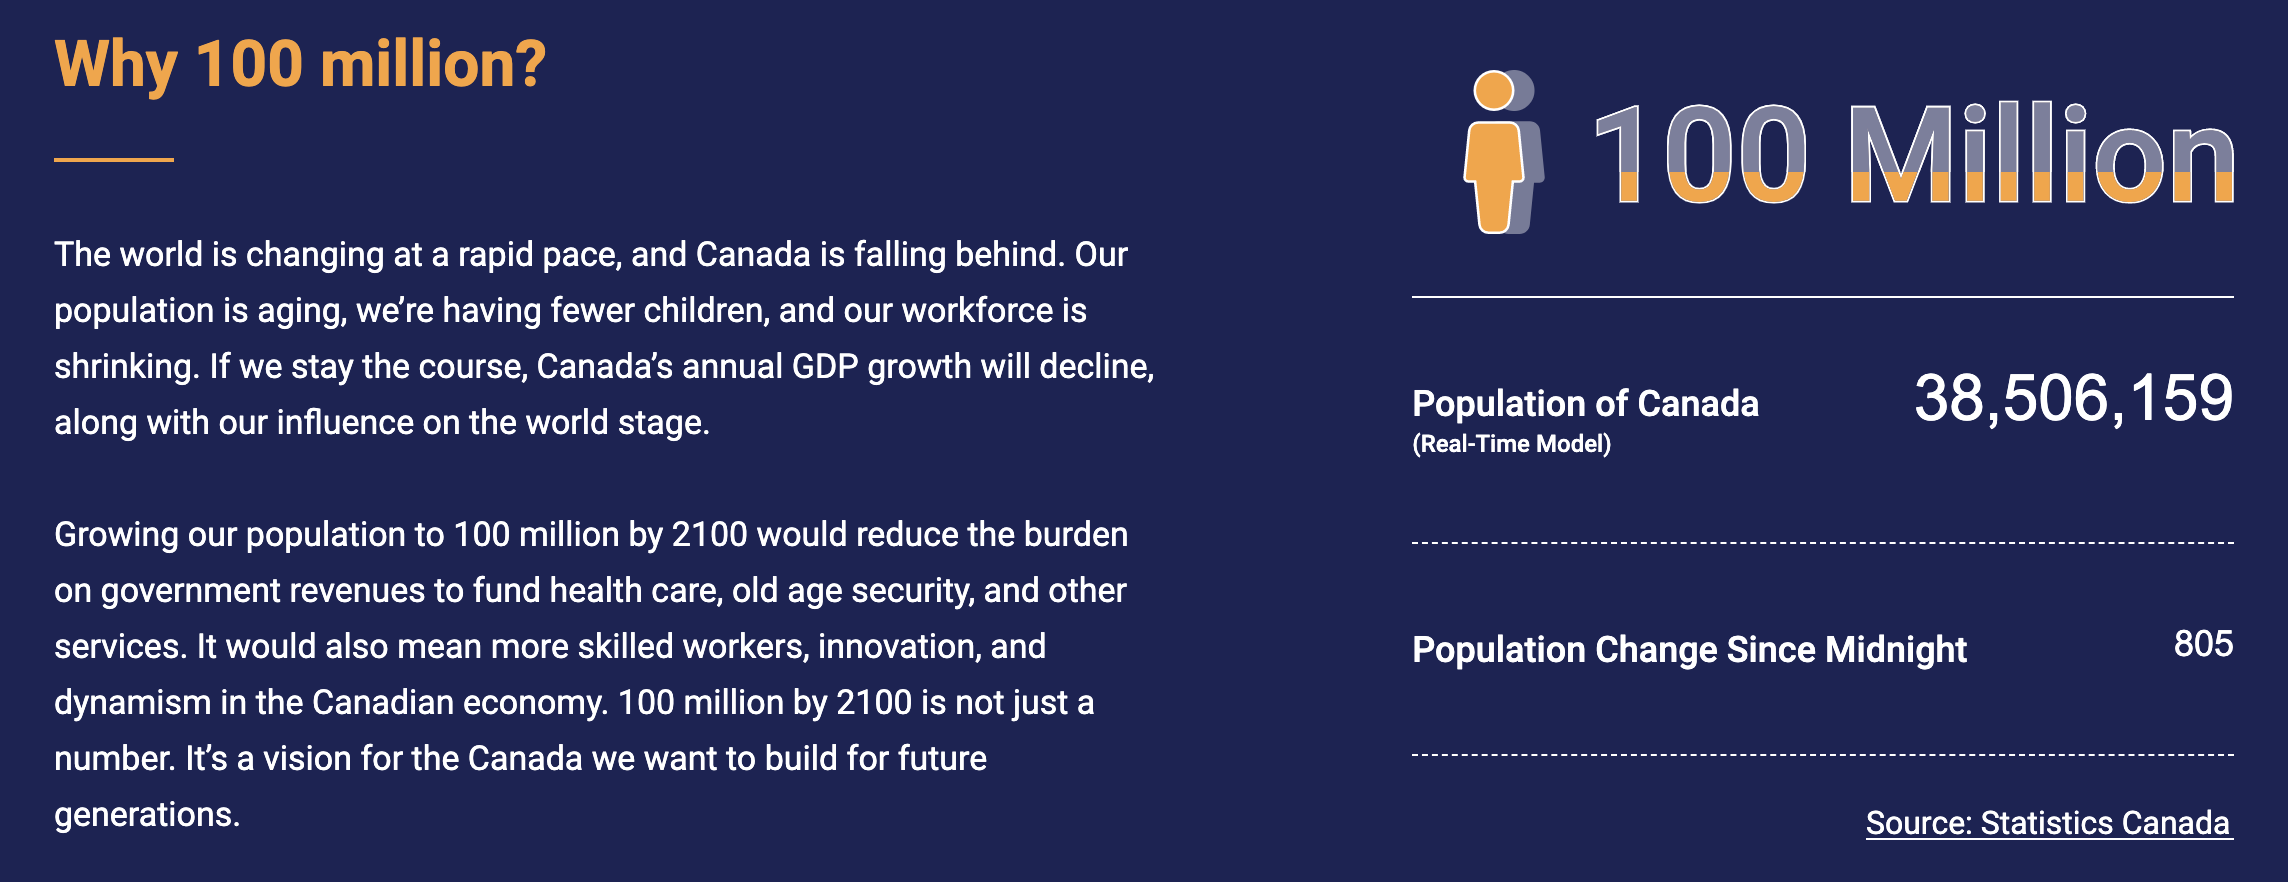 Why 100 million?
The world is changing at a rapid pace, and Canada is falling behind. Our
population is aging, we’re having fewer children, and our workforce is
shrinking. If we stay the course, Canada’s annual GDP growth will decline,
along with our influence on the world stage.
Growing our population to 100 million by 2100 would reduce the burden
on government revenues to fund health care, old age security, and other
services. It would also mean more skilled workers, innovation, and
dynamism in the Canadian economy. 100 million by 2100 is not just a
number. It’s a vision for the Canada we want to build for future
generations.
100 Million
Population of Canada 38,506,159
(Real-Time Model)
Population Change Since Midnight 805
Source: Statistics Canada